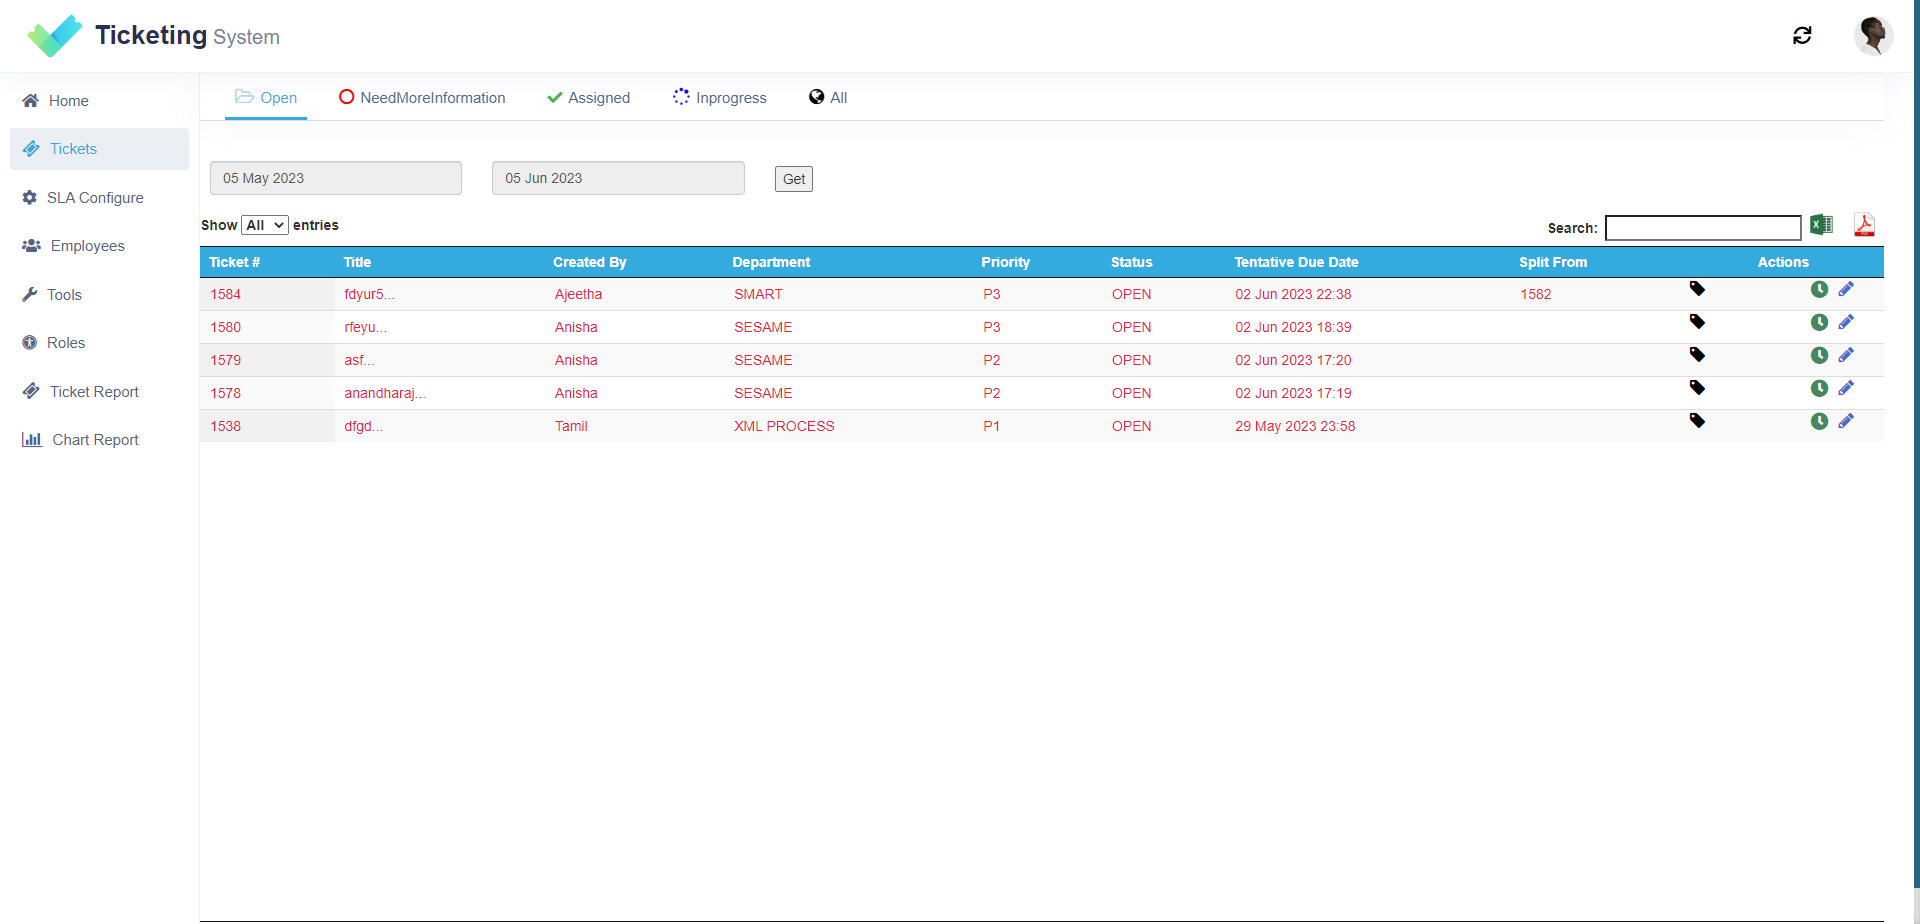 Ticketing System
Home
Tickets
SLA Configure
Employees
Tools
Roles
Ticket Report
Chart Report
Open NeedMoreInformation Assigned Inprogress All
05 May 2023 05 Jun 2023 Get
Show All entries Search:
Ticket # Title Created By Department Priority Status Tentative Due Date Split From Actions
1584 fdyur5... Ajeetha SMART P3 OPEN 02 Jun 2023 22:38 1582
1580 rfeyu... Anisha SESAME P3 OPEN 02 Jun 2023 18:39
1579 asf... Anisha SESAME P2 OPEN 02 Jun 2023 17:20
1578 anandharaj... Anisha SESAME P2 OPEN 02 Jun 2023 17:19
1538 dfgd... Tamil XML PROCESS P1 OPEN 29 May 2023 23:58